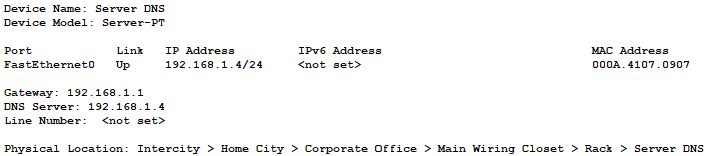 Device Name: Server DNS
Device Model: Server-PT
Port Link IP Address IPv6 Address MAC Address
FastEthernet0 Up 192.168.1.4/24 <not set> 000A.4107.0907
Gateway: 192.168.1.1
DNS Server: 192.168.1.4
Line Number: <not set>
Physical Location: Intercity > Home City > Corporate Office > Main Wiring Closet > Rack > Server DNS